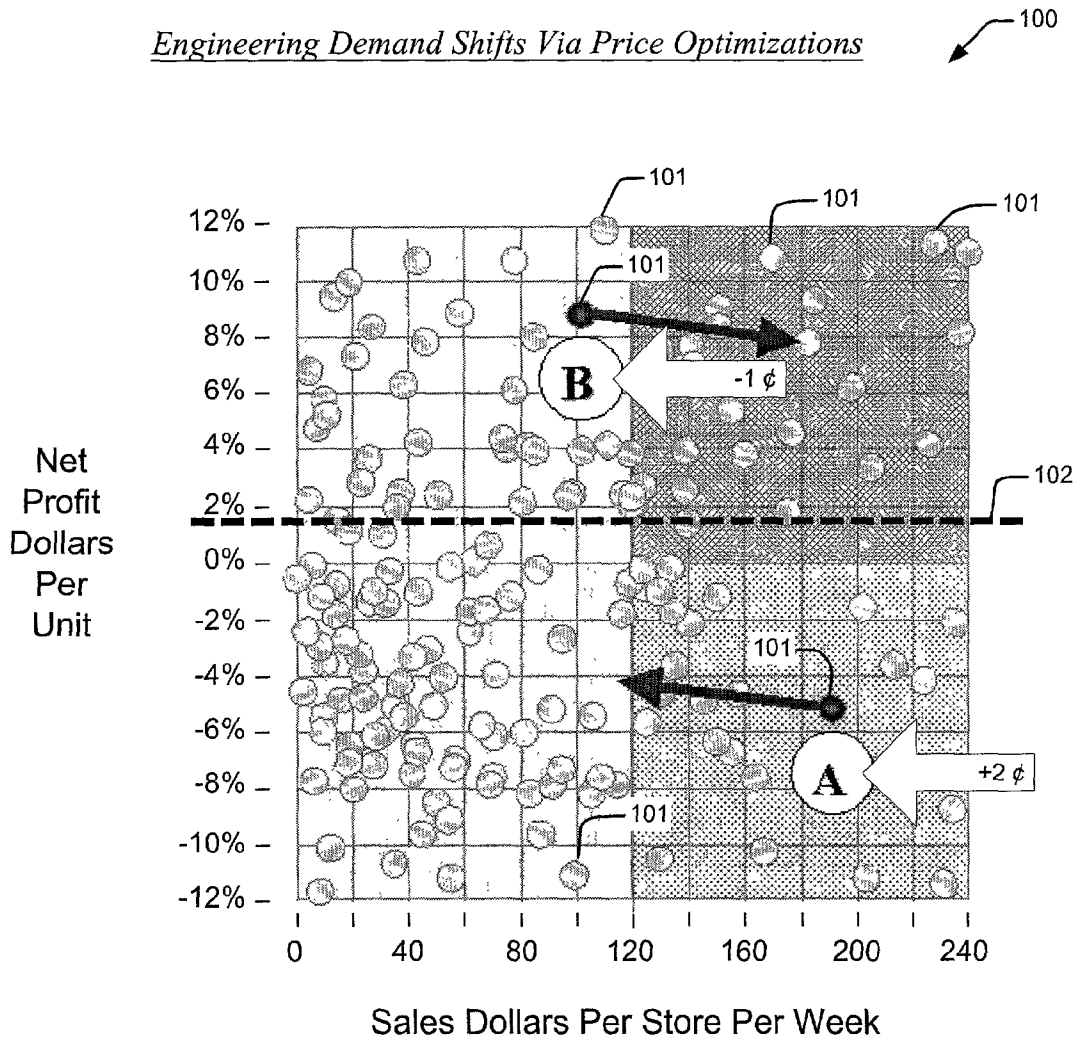 100
Engineering Demand Shifts Via Price Optimizations
101
101
101
12% –
101
10% –
8% –
B
-1 ¢
6% –
4% –
Net
Profit
Dollars
Per
Unit
102
2% –
0% –
-2% –
101
-4% –
-6% –
A
+2 ¢
-8% –
101
-10% –
-12% –
0 40 80 120 160 200 240
Sales Dollars Per Store Per Week